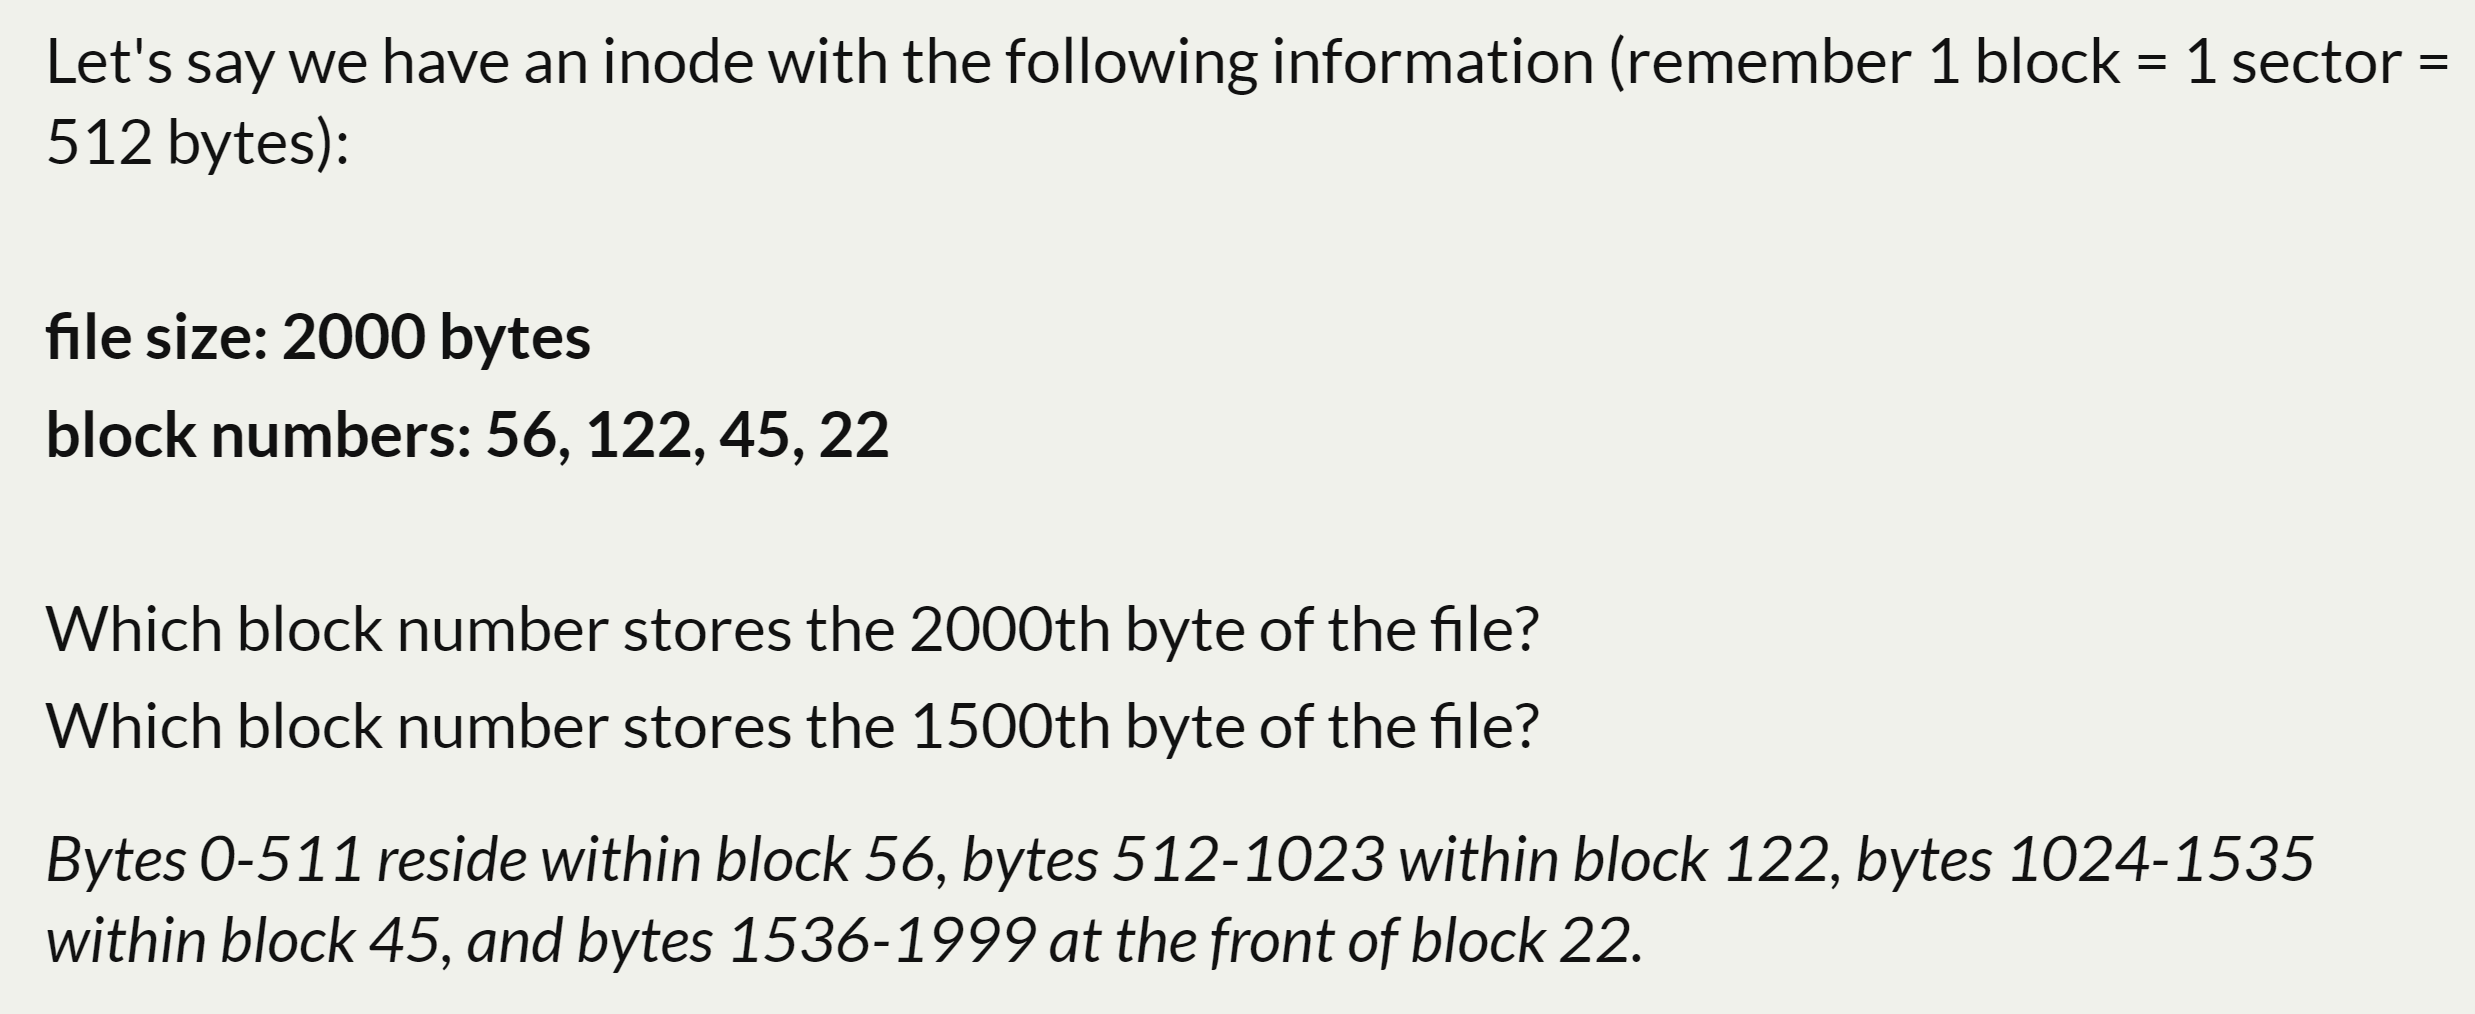 Let's say we have an inode with the following information (remember 1 block = 1 sector =
512 bytes):
file size: 2000 bytes
block numbers: 56, 122, 45, 22
Which block number stores the 2000th byte of the file?
Which block number stores the 1500th byte of the file?
Bytes 0-511 reside within block 56, bytes 512-1023 within block 122, bytes 1024-1535
within block 45, and bytes 1536-1999 at the front of block 22.